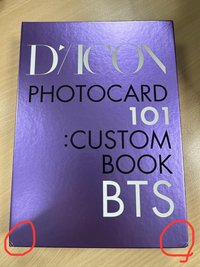 D'/ICON
PHOTOCARD
101
:CUSTOM
BOOK
BTS